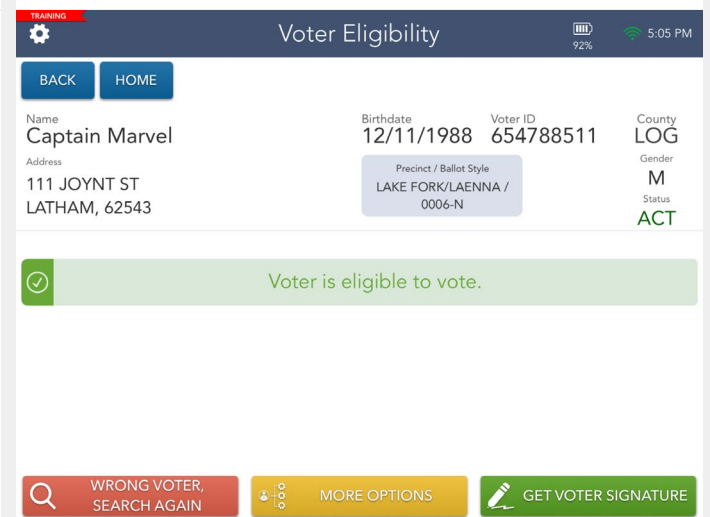 TRAINING
Voter Eligibility
92%
5:05 PM
BACK
HOME
Name
Captain Marvel
Birthdate
12/11/1988
Voter ID
654788511
County
LOG
Address
111 JOYNT ST
LATHAM, 62543
Precinct / Ballot Style
LAKE FORK/LAENNA /
0006-N
Gender
M
Status
ACT
Voter is eligible to vote.
WRONG VOTER,
SEARCH AGAIN
MORE OPTIONS
GET VOTER SIGNATURE